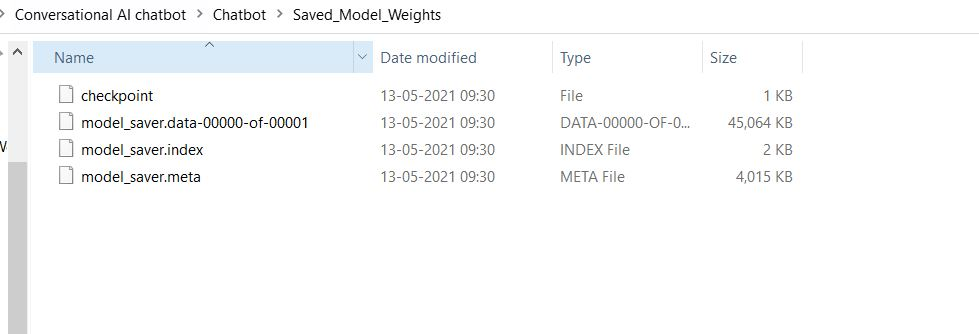 Conversational AI chatbot > Chatbot > Saved_Model_Weights
Name Date modified Type Size
checkpoint 13-05-2021 09:30 File 1 KB
model_saver.data-00000-of-00001 13-05-2021 09:30 DATA-00000-OF-0... 45,064 KB
model_saver.index 13-05-2021 09:30 INDEX File 2 KB
model_saver.meta 13-05-2021 09:30 META File 4,015 KB